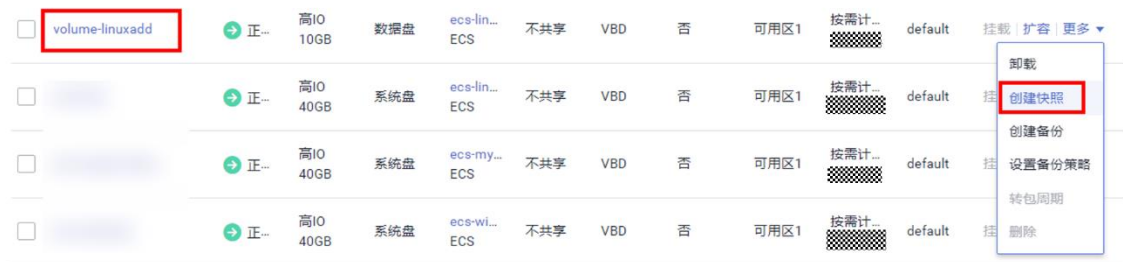 volume-linuxadd 正... 高IO 数据盘 ecs-lin... 不共享 VBD 否 可用区1 按需计... default 挂载 扩容 更多
10GB ECS
卸载
正... 高IO 系统盘 ecs-lin... 不共享 VBD 否 可用区1 按需计... default 挂 创建快照
40GB ECS
创建备份
正... 高IO 系统盘 ecs-my... 不共享 VBD 否 可用区1 按需计... default 挂 设置备份策略
40GB ECS
转包周期
正... 高IO 系统盘 ecs-wi... 不共享 VBD 否 可用区1 按需计... default 挂 删除
40GB ECS